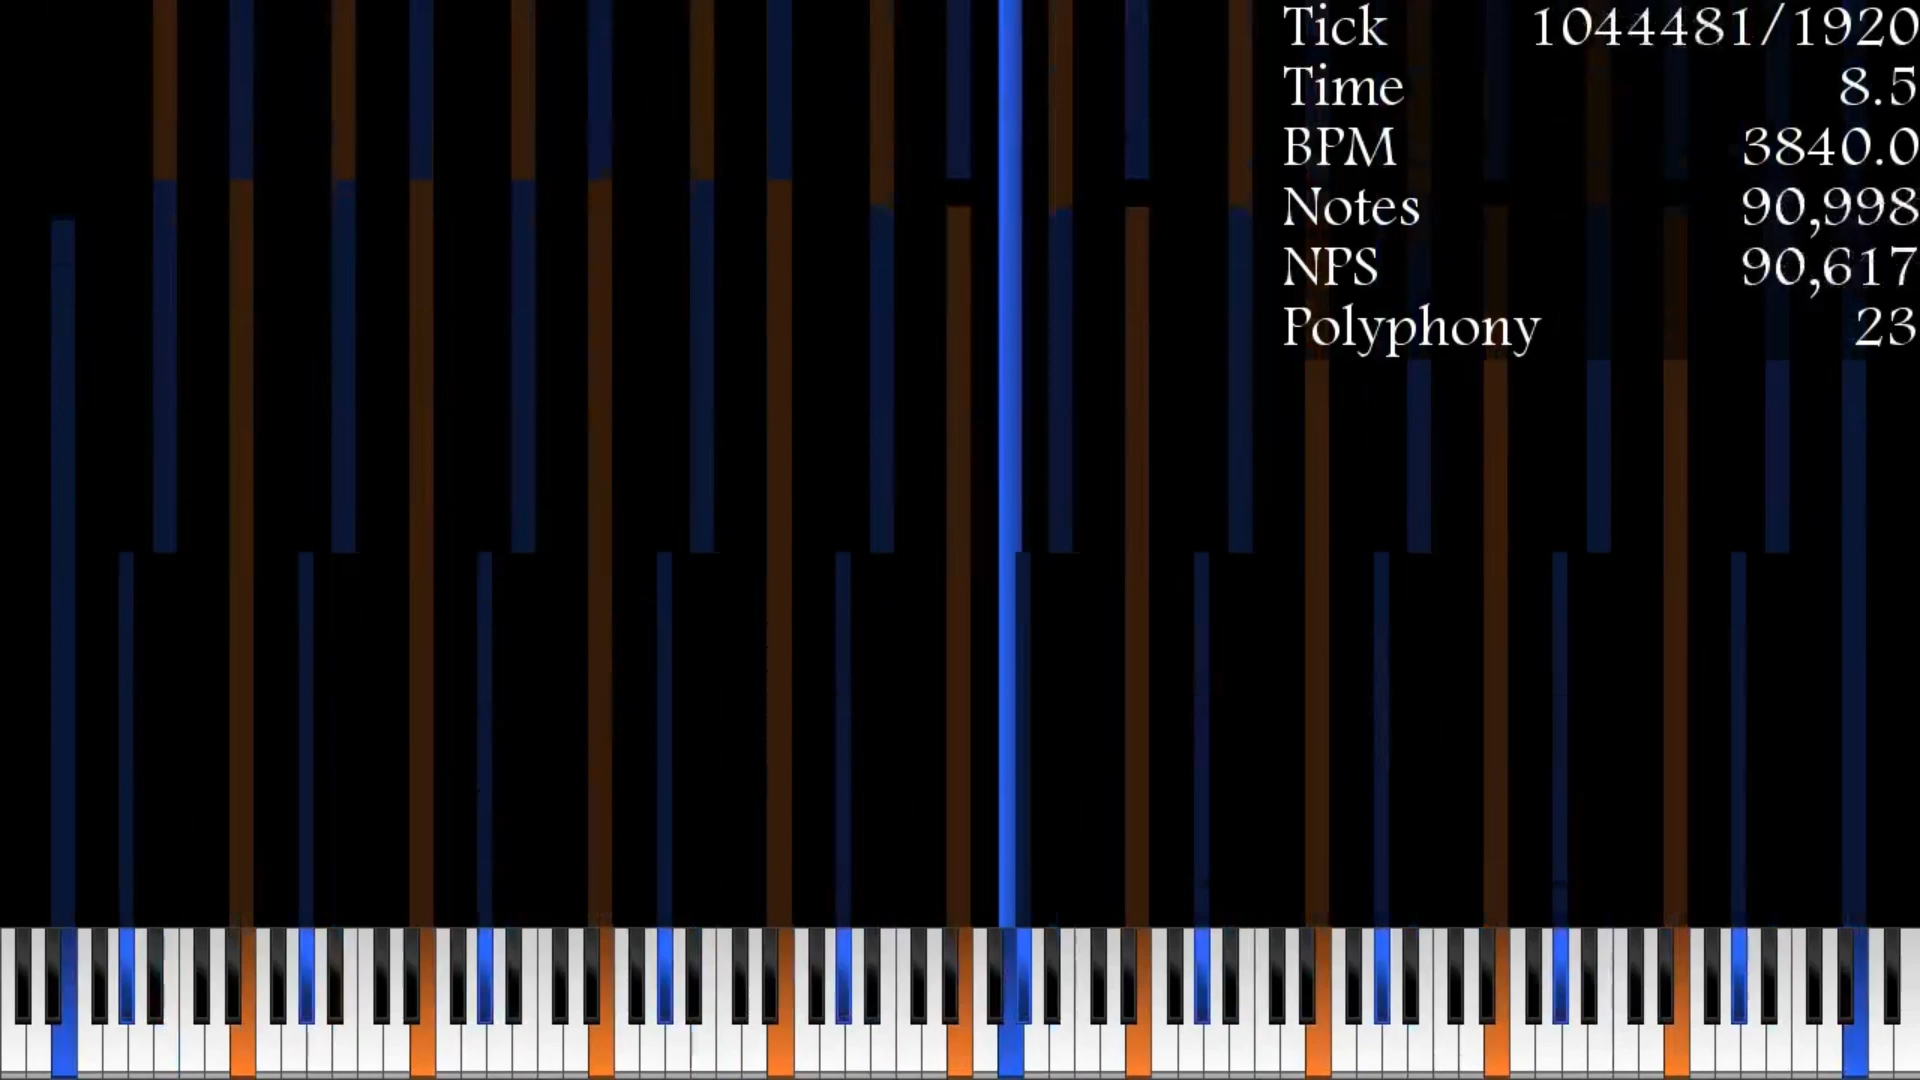 Tick 1044481/1920
Time 8.5
BPM 3840.0
Notes 90,998
NPS 90,617
Polyphony 23